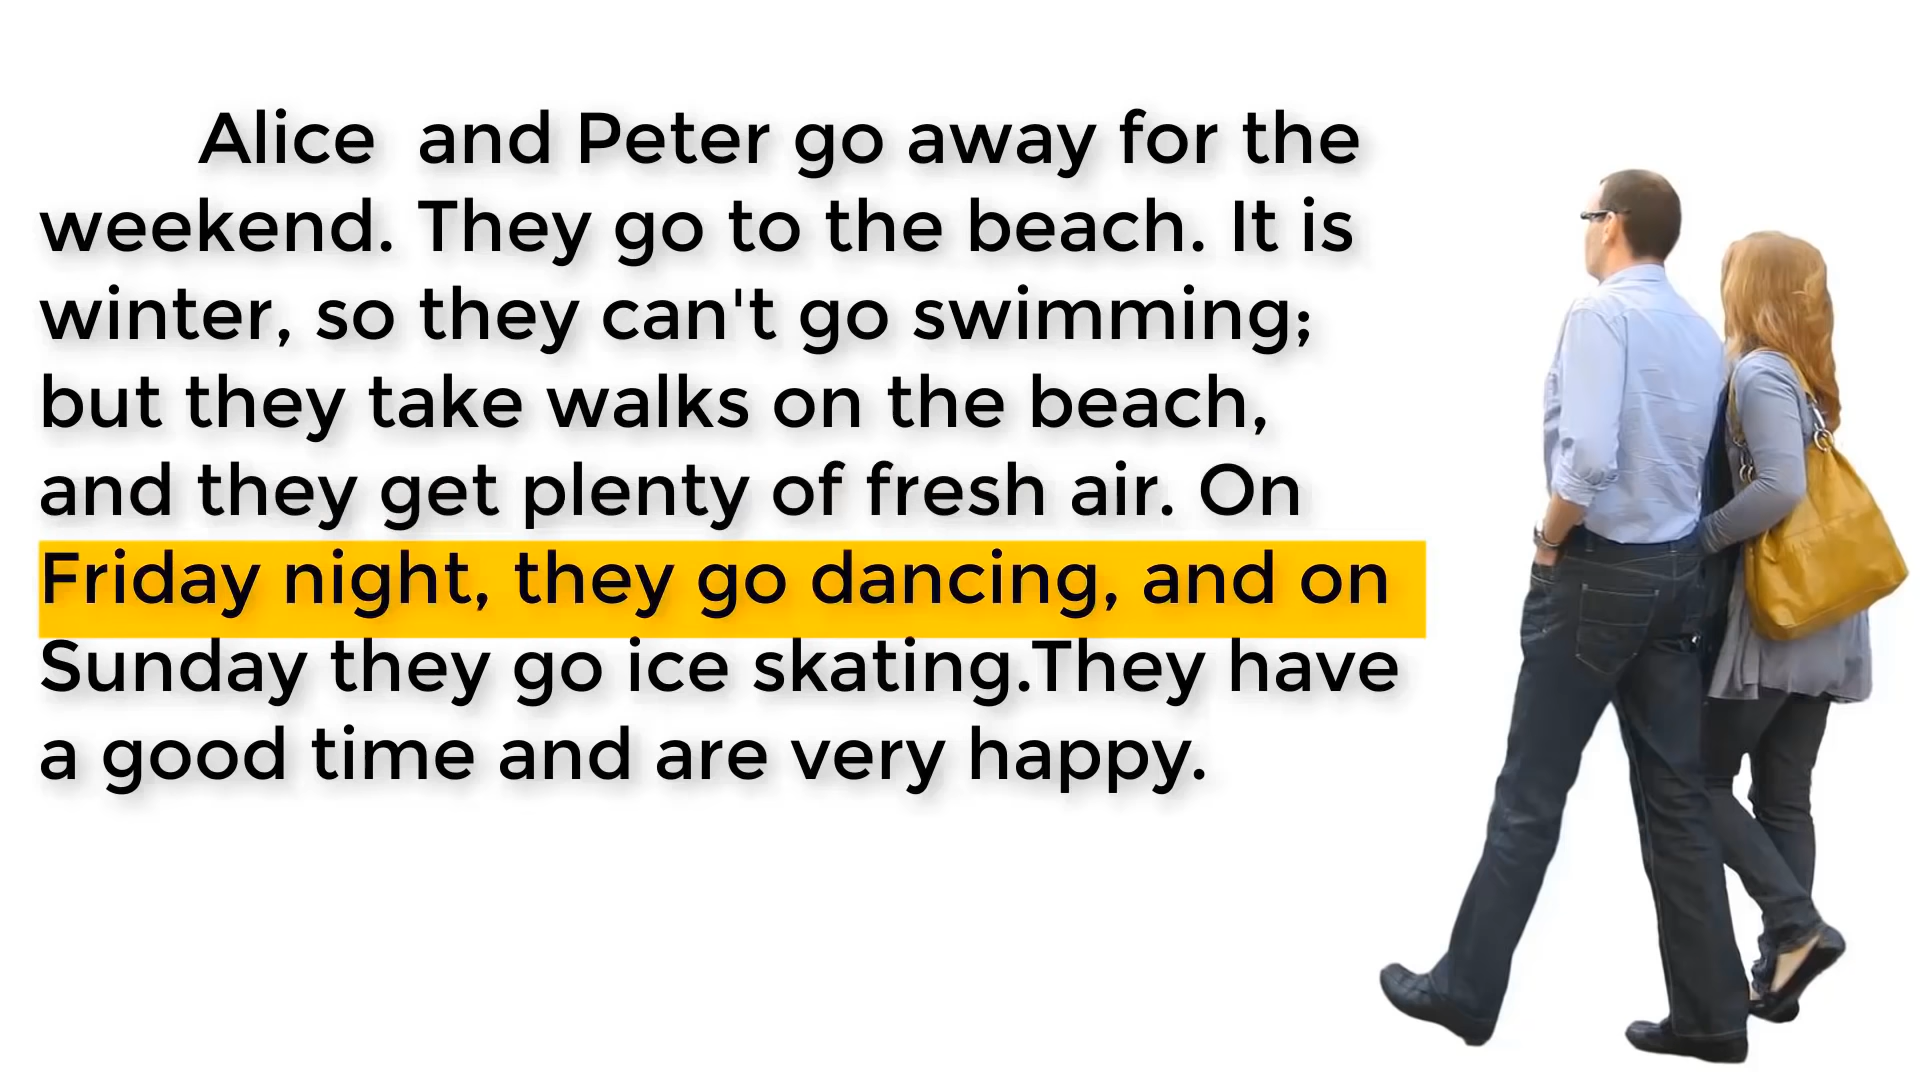 Alice and Peter go away for the
weekend. They go to the beach. It is
winter, so they can't go swimming;
but they take walks on the beach,
and they get plenty of fresh air. On
Friday night, they go dancing, and on
Sunday they go ice skating.They have
a good time and are very happy.